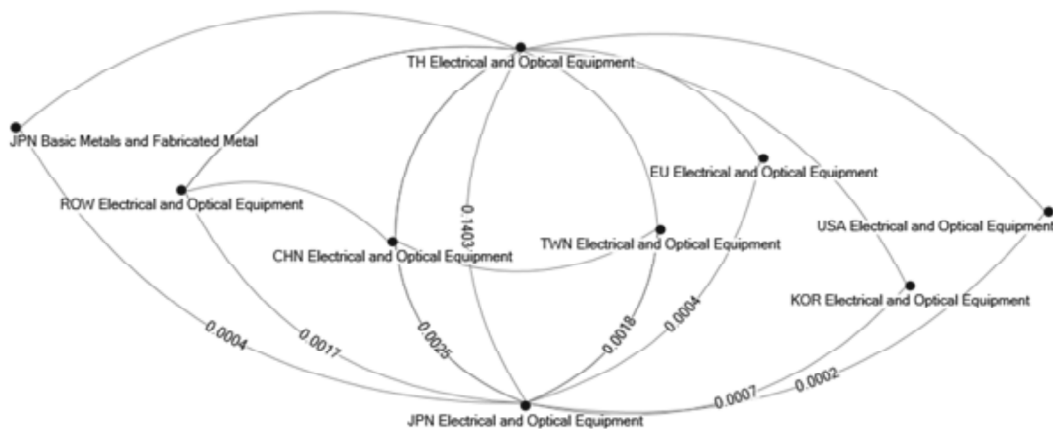 TH Electrical and Optical Equipment
JPN Basic Metals and Fabricated Metal
EU Electrical and Optical Equipment
ROW Electrical and Optical Equipment
0.1403
USA Electrical and Optical Equipment
TWN Electrical and Optical Equipment
CHN Electrical and Optical Equipment
KOR Electrical and Optical Equipment
0.0004
0.0017
0.0025
0.0018
0.0004
0.0007
0.0002
JPN Electrical and Optical Equipment